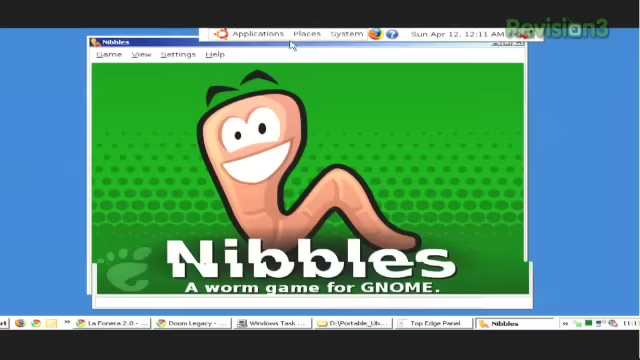 Revision3
Applications Places System Sun Apr 12, 12:11 AM
Nibbles
Game View Settings Help
Nibbles
A worm game for GNOME.
La Fonera 2.0 - ... Doom Legacy - ... Windows Task ... D:\Portable_Ub... Top Edge Panel Nibbles